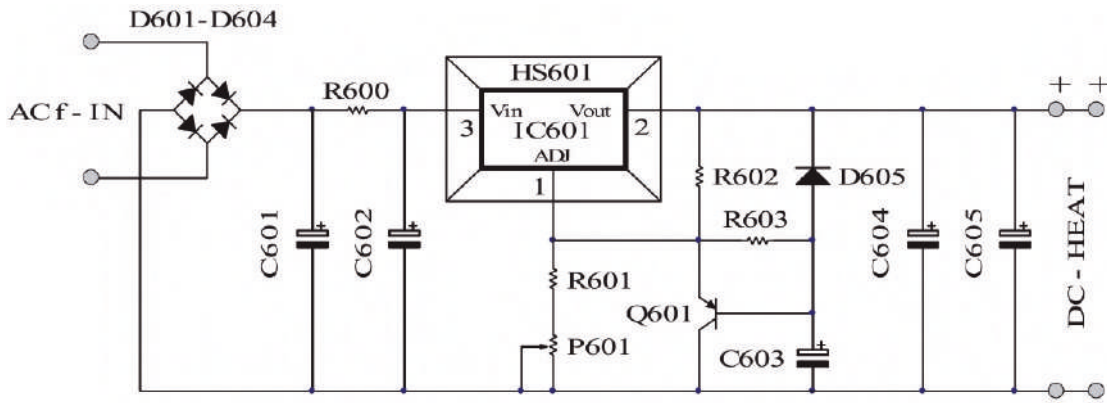 D601-D604
ACf-IN
R600
HS601
Vin
Vout
IC601
ADJ
3
2
1
C601
C602
R601
P601
R602
R603
D605
Q601
C603
C604
C605
+
+
+
+
+
+
+
DC-HEAT